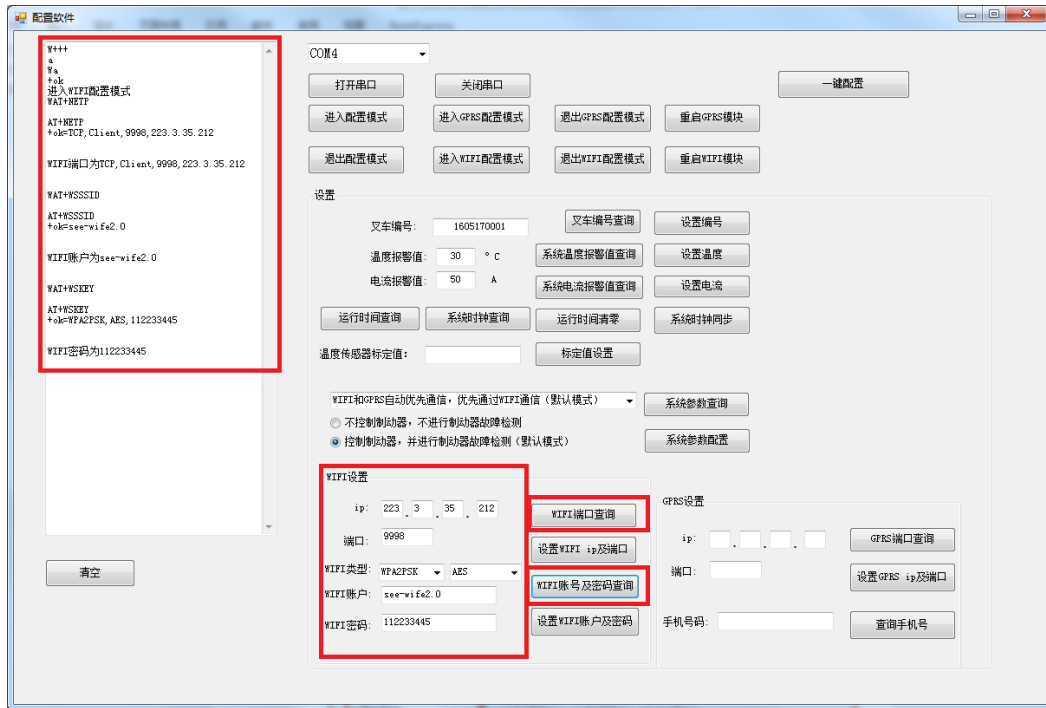 配置软件
W+++
a
Wa
+ok
进入WIFI配置模式
WAT+NETP
AT+NETP
+ok=TCP,Client,9998,223.3.35.212
WIFI端口为TCP,Client,9998,223.3.35.212
WAT+WSSSID
AT+WSSSID
+ok=see-wife2.0
WIFI账户为see-wife2.0
WAT+WSKEY
AT+WSKEY
+ok=WPA2PSK,AES,112233445
WIFI密码为112233445
清空
COM4
打开串口 关闭串口 一键配置
进入配置模式 进入GPRS配置模式 退出GPRS配置模式 重启GPRS模块
退出配置模式 进入WIFI配置模式 退出WIFI配置模式 重启WIFI模块
设置
叉车编号: 1605170001 叉车编号查询 设置编号
温度报警值: 30 °C 系统温度报警值查询 设置温度
电流报警值: 50 A 系统电流报警值查询 设置电流
运行时间查询 系统时钟查询 运行时间清零 系统时钟同步
温度传感器标定值: 标定值设置
WIFI和GPRS自动优先通信，优先通过WIFI通信（默认模式） 系统参数查询
不控制制动器，不进行制动器故障检测
控制制动器，并进行制动器故障检测（默认模式） 系统参数配置
WIFI设置
ip: 223 . 3 . 35 . 212 WIFI端口查询
端口: 9998 设置WIFI ip及端口
WIFI类型: WPA2PSK AES WIFI账号及密码查询
WIFI账户: see-wife2.0
WIFI密码: 112233445 设置WIFI账户及密码
GPRS设置
ip: . . . GPRS端口查询
端口: 设置GPRS ip及端口
手机号码: 查询手机号